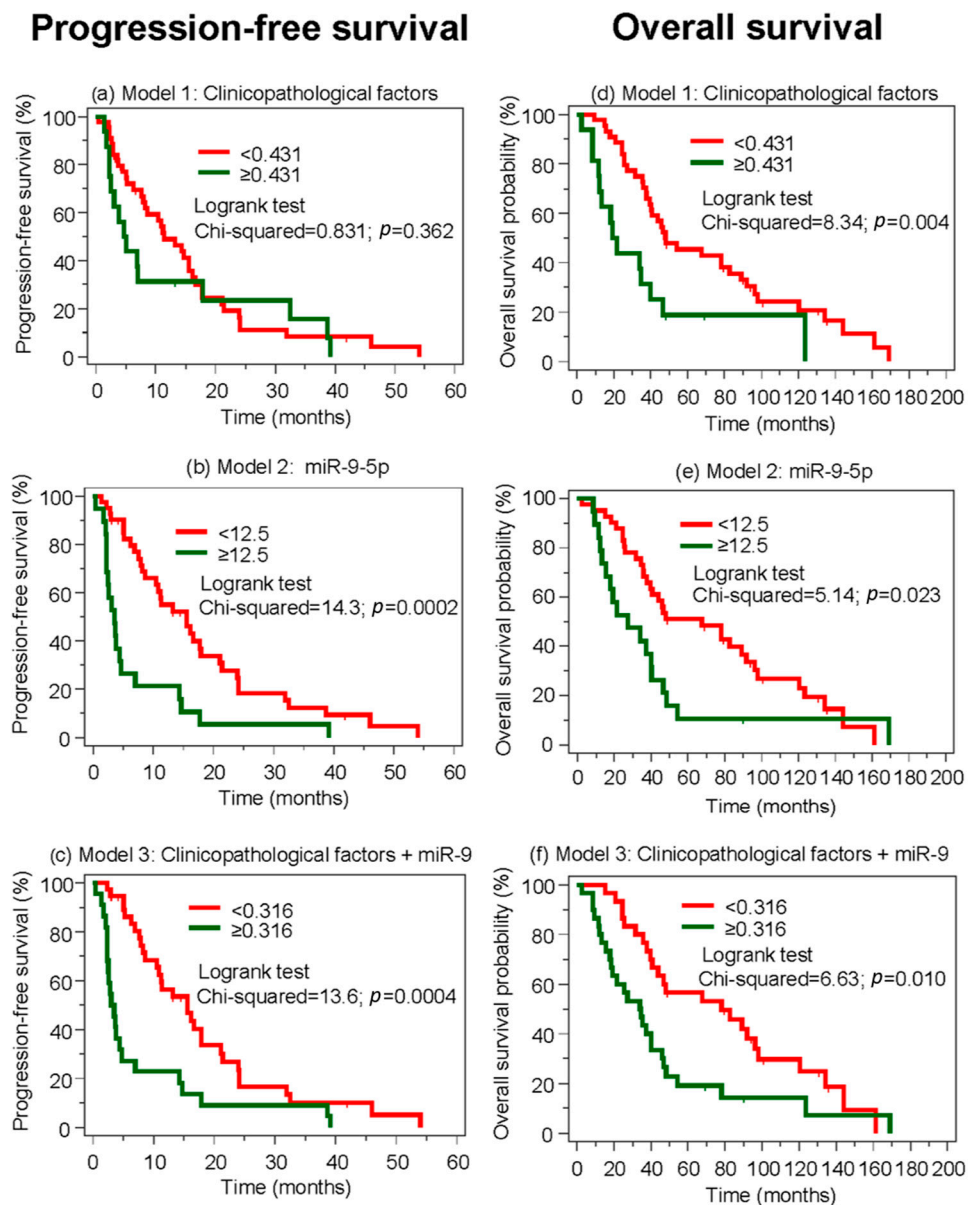 Progression-free survival
Overall survival
(a) Model 1: Clinicopathological factors
Progression-free survival (%)
100
80
60
40
20
0
<0.431
≥0.431
Logrank test
Chi-squared=0.831; p=0.362
0 10 20 30 40 50 60
Time (months)
(d) Model 1: Clinicopathological factors
Overall survival probability (%)
100
80
60
40
20
0
<0.431
≥0.431
Logrank test
Chi-squared=8.34; p=0.004
0 20 40 60 80 100 120 140 160 180 200
Time (months)
(b) Model 2: miR-9-5p
Progression-free survival (%)
100
80
60
40
20
0
<12.5
≥12.5
Logrank test
Chi-squared=14.3; p=0.0002
0 10 20 30 40 50 60
Time (months)
(e) Model 2: miR-9-5p
Overall survival probability (%)
100
80
60
40
20
0
<12.5
≥12.5
Logrank test
Chi-squared=5.14; p=0.023
0 20 40 60 80 100 120 140 160 180 200
Time (months)
(c) Model 3: Clinicopathological factors + miR-9
Progression-free survival (%)
100
80
60
40
20
0
<0.316
≥0.316
Logrank test
Chi-squared=13.6; p=0.0004
0 10 20 30 40 50 60
Time (months)
(f) Model 3: Clinicopathological factors + miR-9
Overall survival probability (%)
100
80
60
40
20
0
<0.316
≥0.316
Logrank test
Chi-squared=6.63; p=0.010
0 20 40 60 80 100 120 140 160 180 200
Time (months)